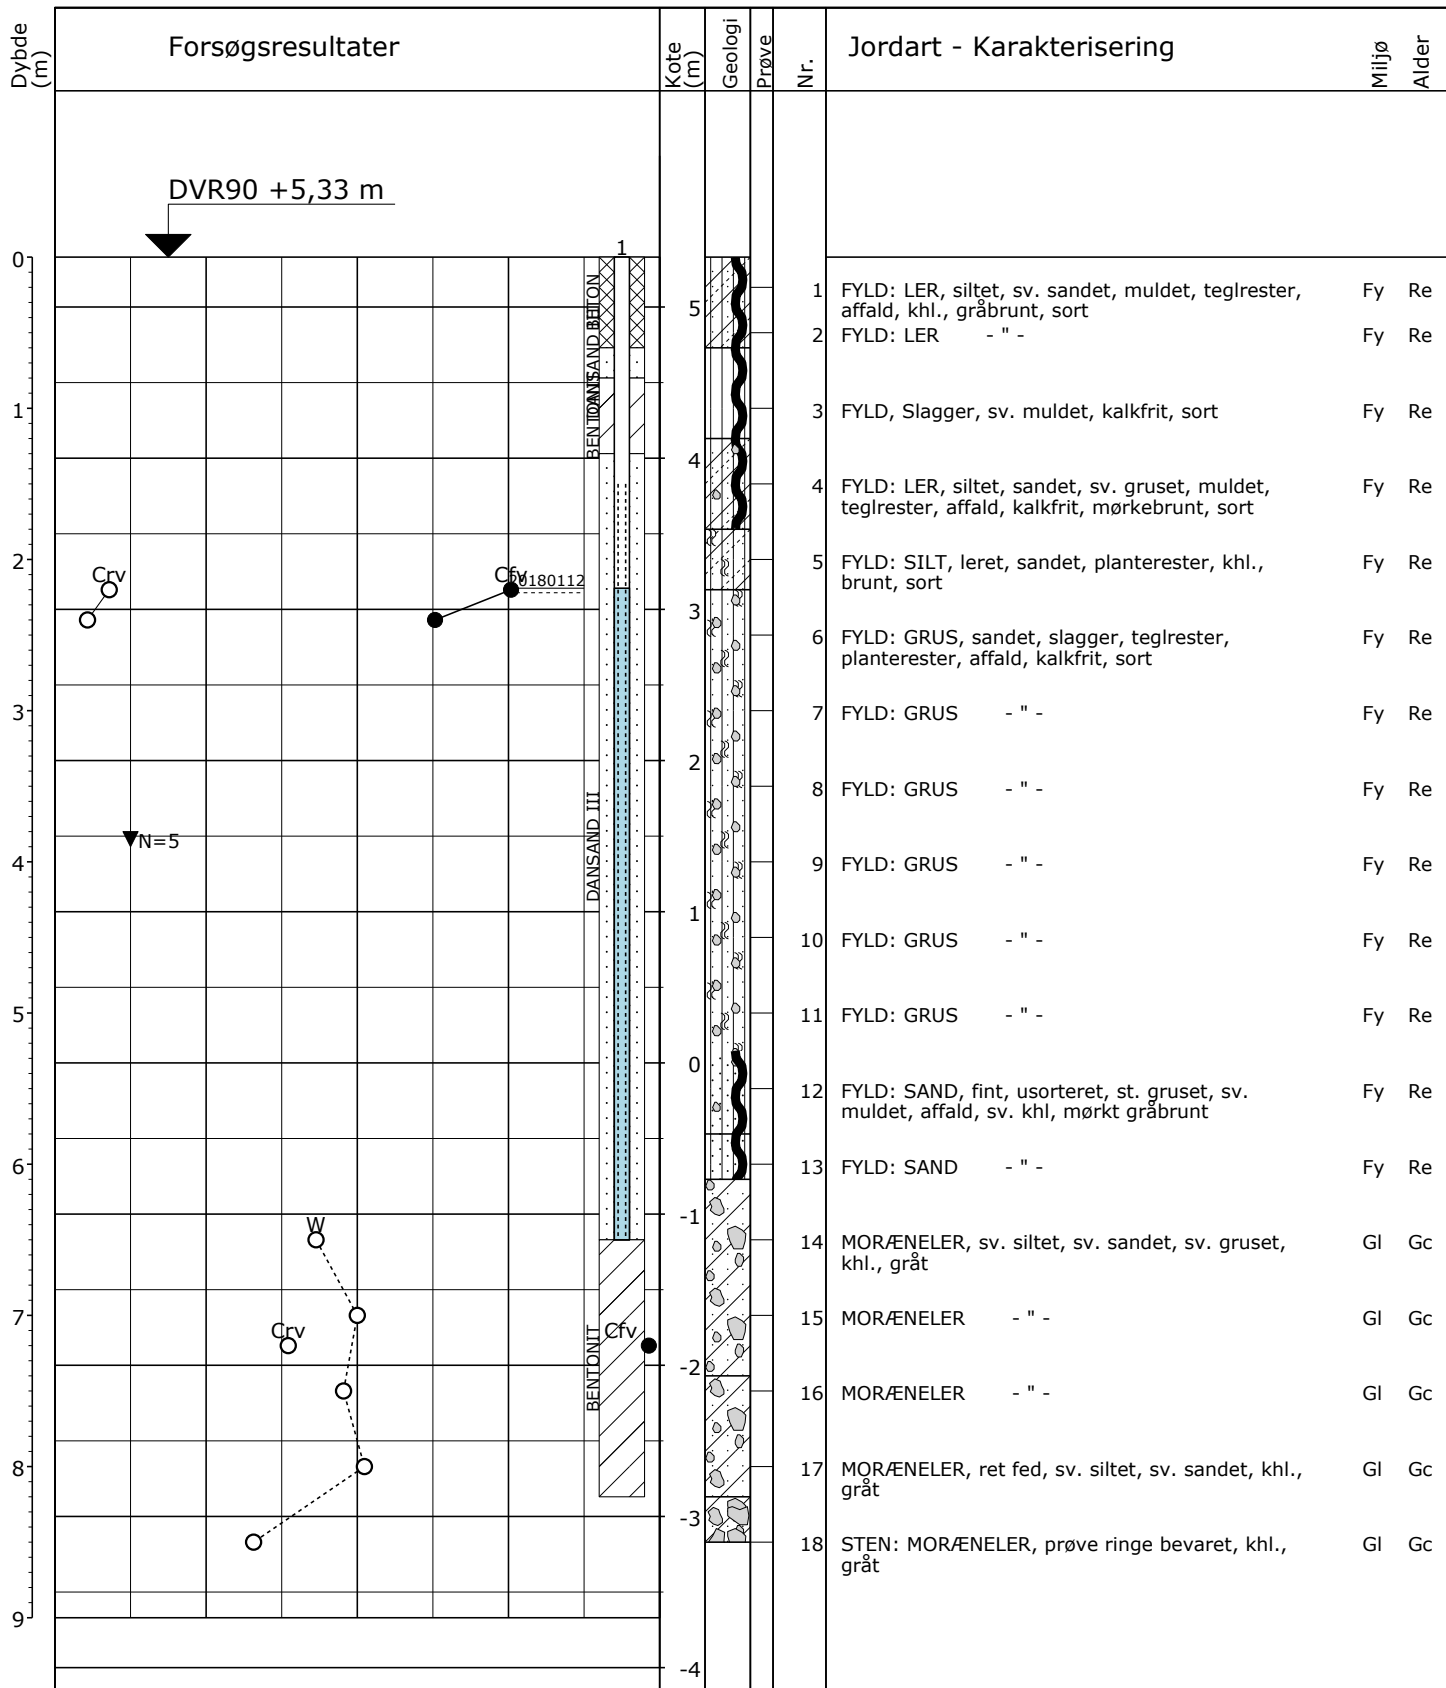 Dybde
(m)
Forsøgsresultater
Kote
(m)
Geologi
Prøve
Nr.
Jordart - Karakterisering
Miljø
Alder
DVR90 +5,33 m
0
1
2
3
4
5
6
7
8
9
Crv
Cfv
20180112
N=5
W
Crv
Cfv
1
BETON
BENTONIT
DANSAND III
BENTONIT
5
4
3
2
1
0
-1
-2
-3
-4
1 FYLD: LER, siltet, sv. sandet, muldet, teglrester, Fy Re
affald, khl., gråbrunt, sort
2 FYLD: LER - " - Fy Re
3 FYLD, Slagger, sv. muldet, kalkfrit, sort Fy Re
4 FYLD: LER, siltet, sandet, sv. gruset, muldet, Fy Re
teglrester, affald, kalkfrit, mørkebrunt, sort
5 FYLD: SILT, leret, sandet, planterester, khl., Fy Re
brunt, sort
6 FYLD: GRUS, sandet, slagger, teglrester, Fy Re
planterester, affald, kalkfrit, sort
7 FYLD: GRUS - " - Fy Re
8 FYLD: GRUS - " - Fy Re
9 FYLD: GRUS - " - Fy Re
10 FYLD: GRUS - " - Fy Re
11 FYLD: GRUS - " - Fy Re
12 FYLD: SAND, fint, usorteret, st. gruset, sv. Fy Re
muldet, affald, sv. khl, mørkt gråbrunt
13 FYLD: SAND - " - Fy Re
14 MORÆNELER, sv. siltet, sv. sandet, sv. gruset, Gl Gc
khl., gråt
15 MORÆNELER - " - Gl Gc
16 MORÆNELER - " - Gl Gc
17 MORÆNELER, ret fed, sv. siltet, sv. sandet, khl., Gl Gc
gråt
18 STEN: MORÆNELER, prøve ringe bevaret, khl., Gl Gc
gråt